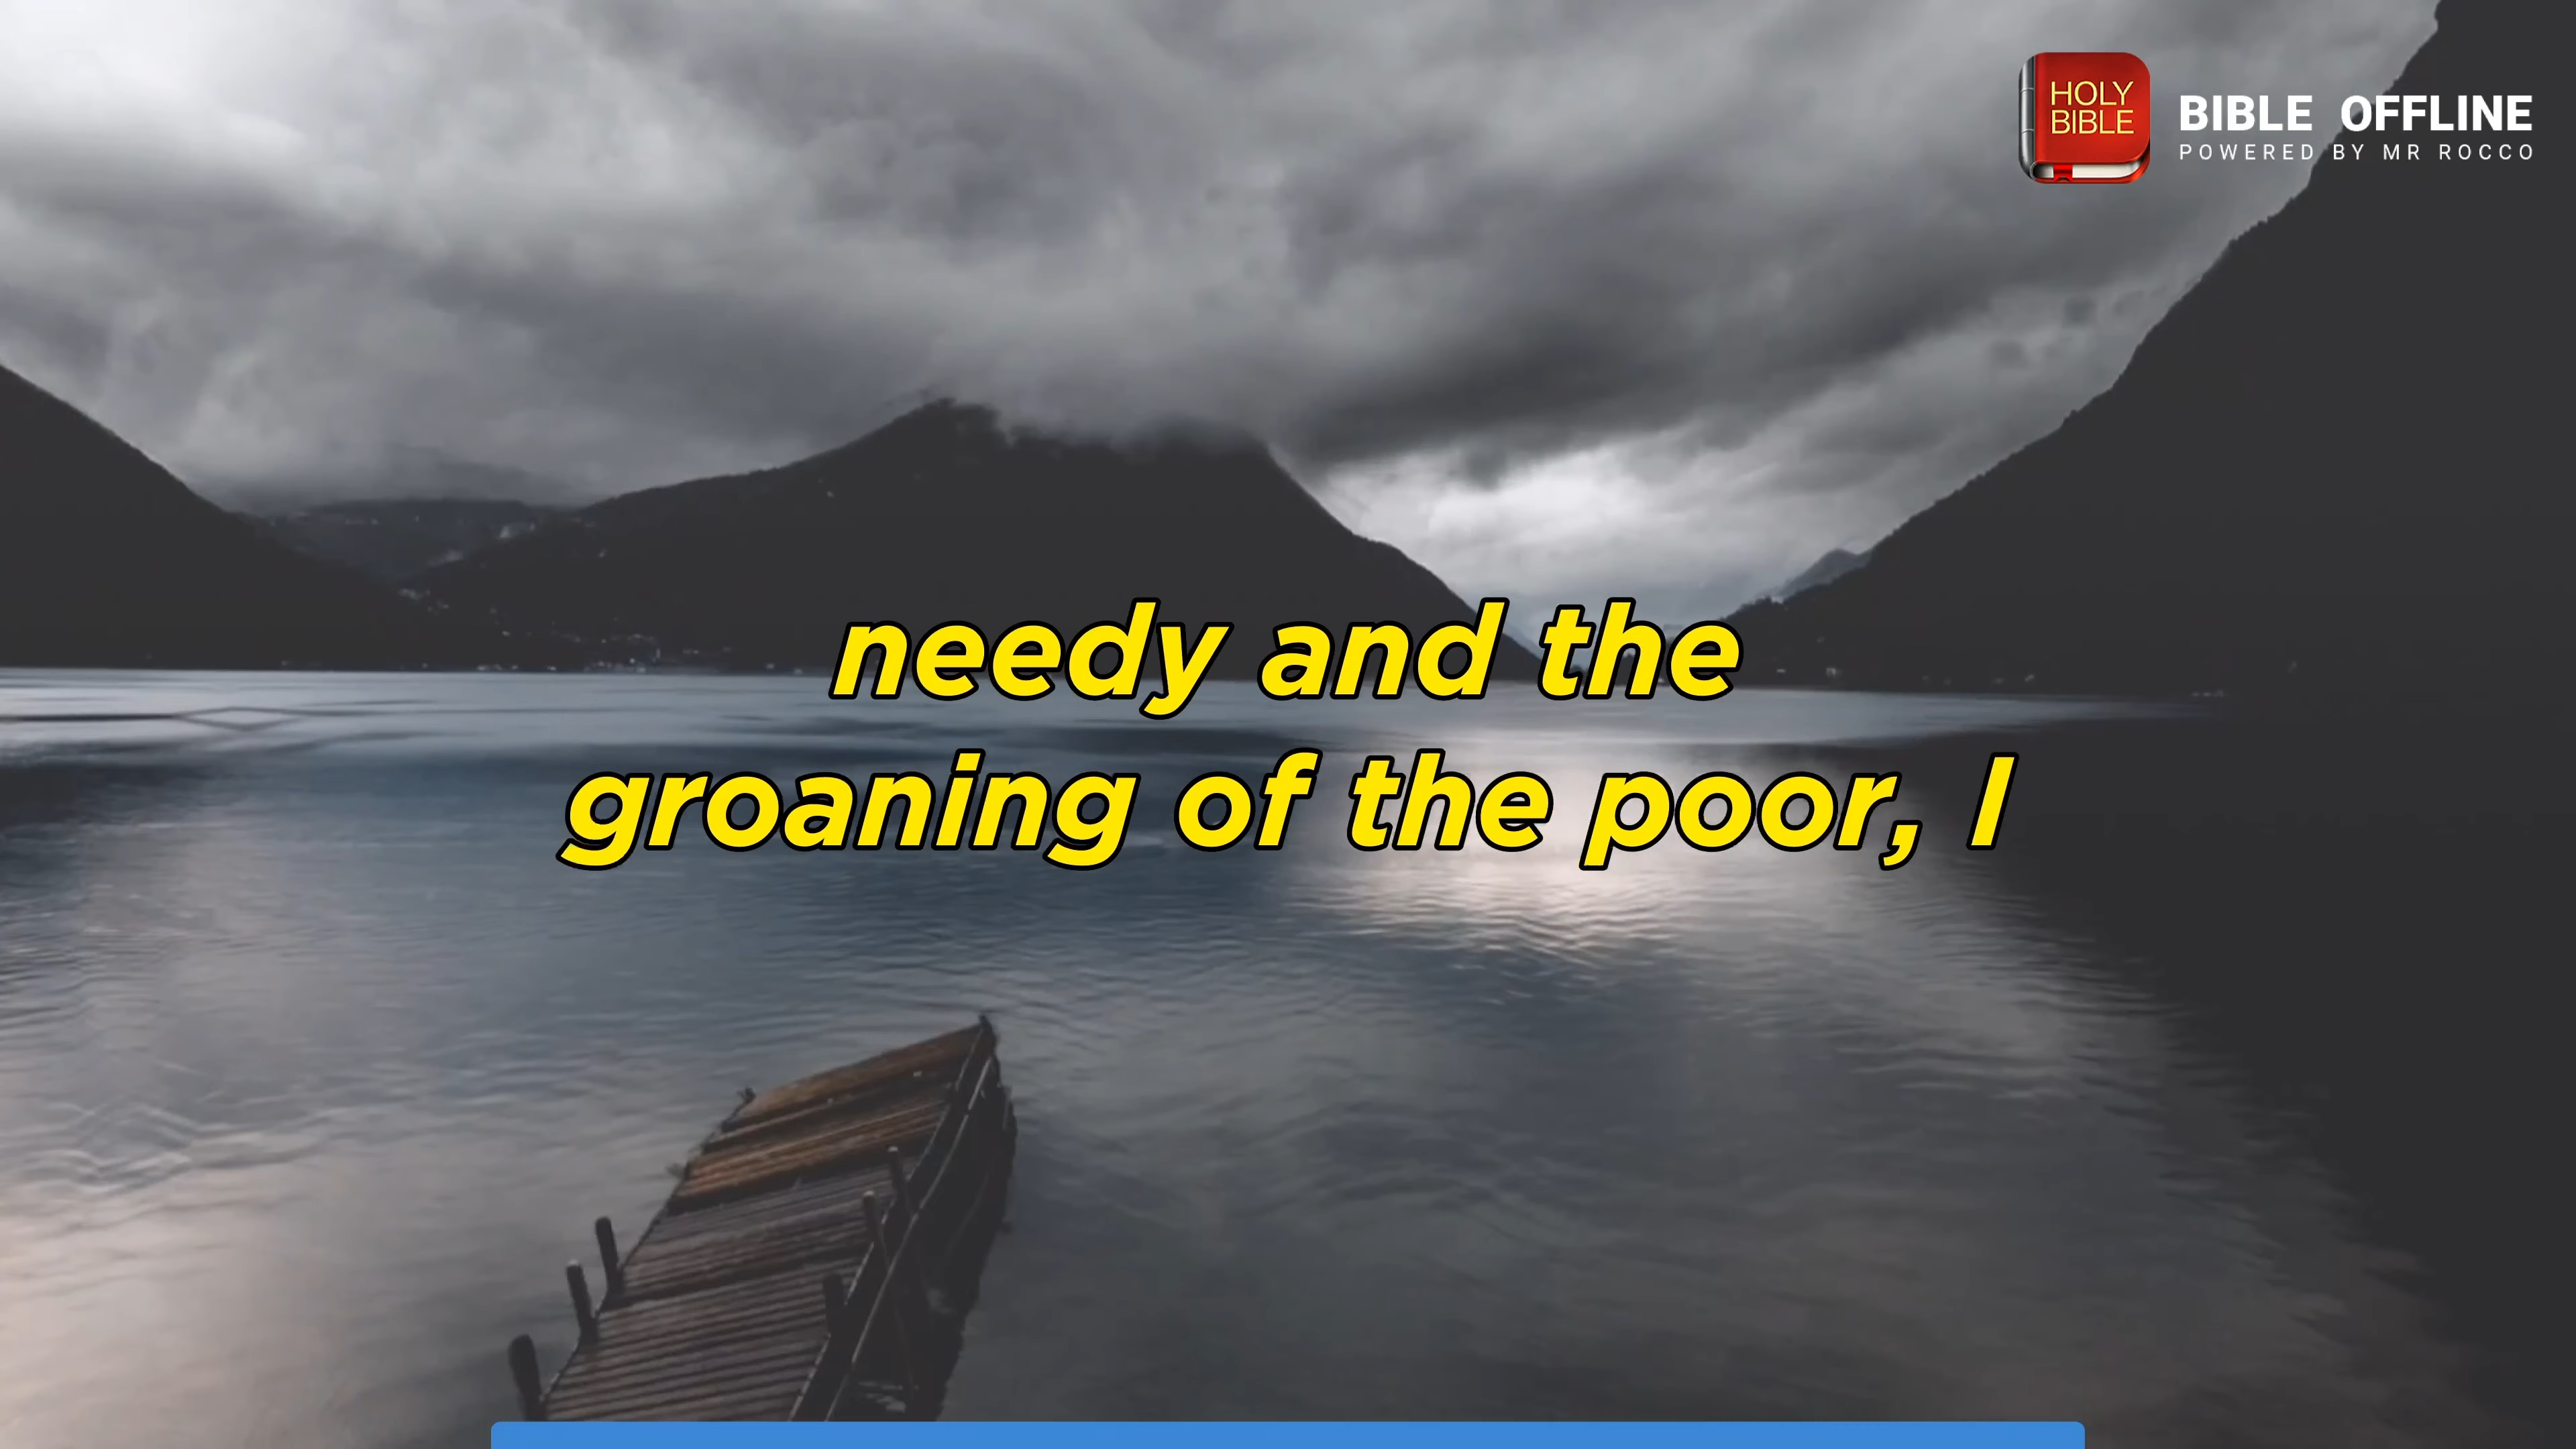 HOLY
BIBLE
BIBLE OFFLINE
POWERED BY MR ROCCO
needy and the
groaning of the poor, I